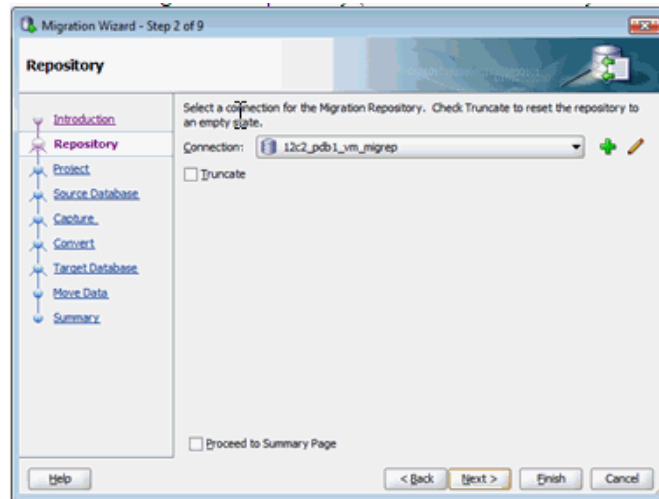 Migration Wizard - Step 2 of 9
Repository
Introduction
Repository
Project
Source Database
Capture
Convert
Target Database
Move Data
Summary
Select a connection for the Migration Repository. Check Truncate to reset the repository to
an empty state.
Connection: 12c2_pdb1_vm_migrep
Truncate
Proceed to Summary Page
Help
< Back
Next >
Finish
Cancel